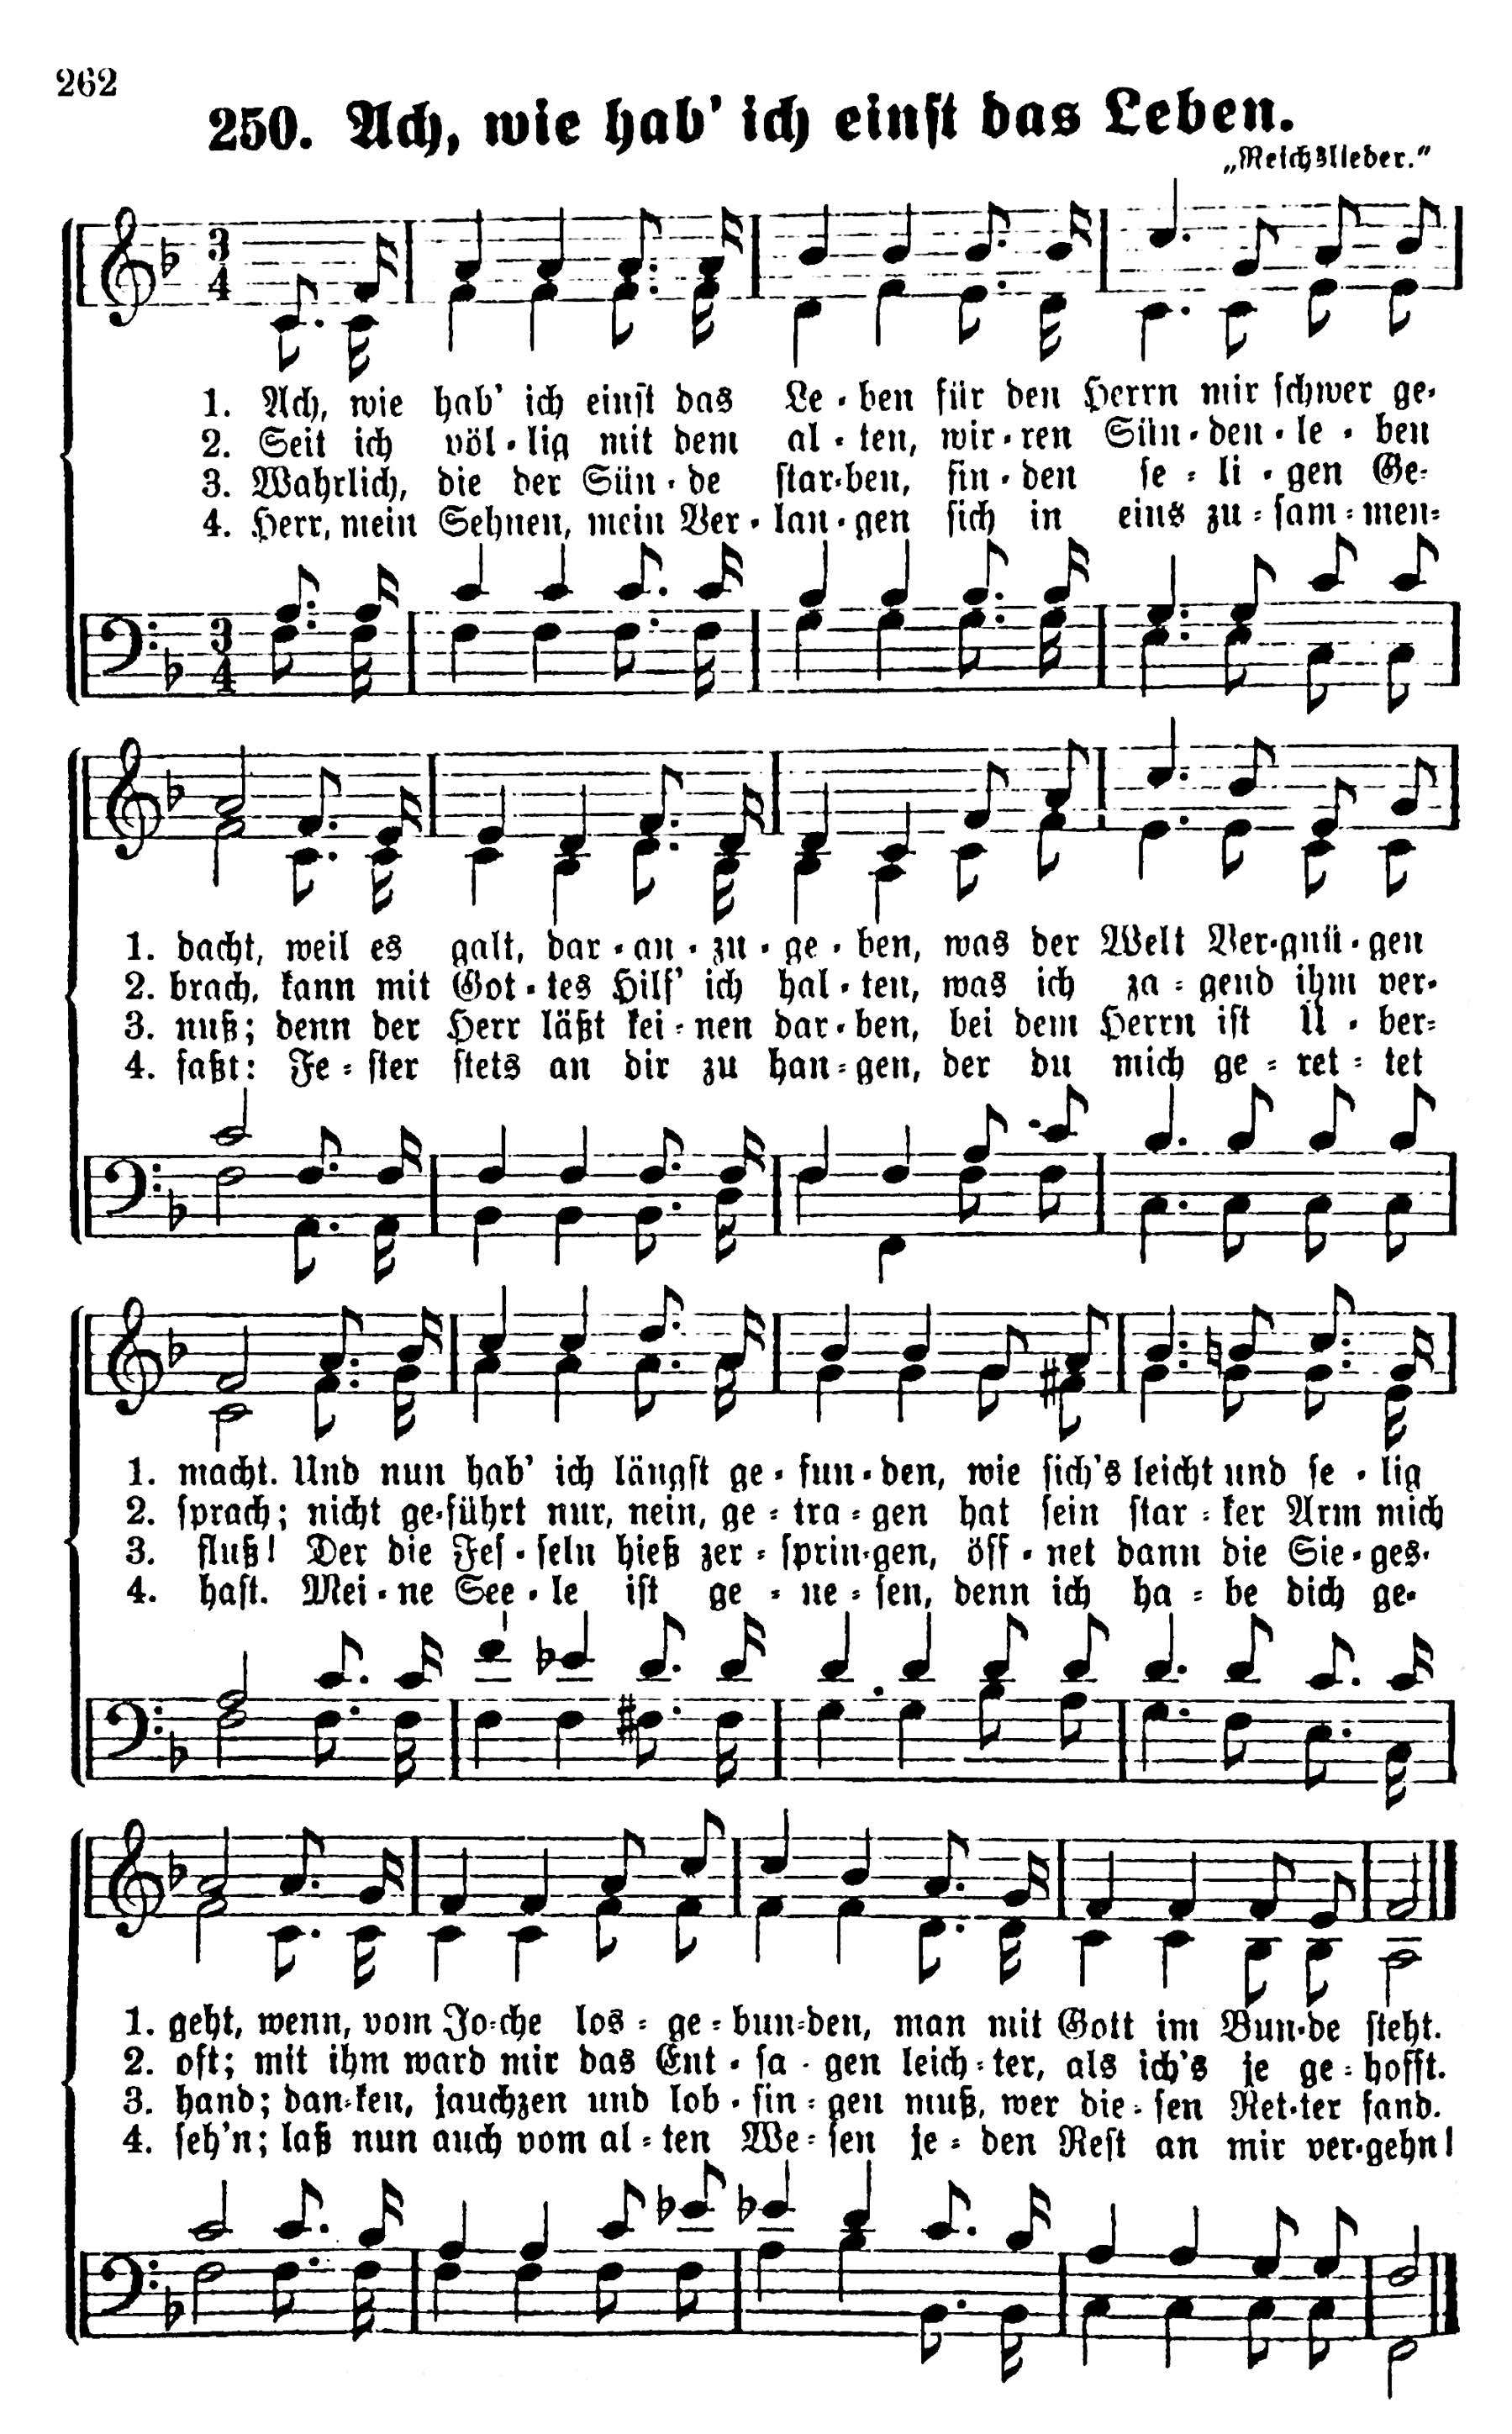 262
250. Ach, wie hab’ ich einst das Leben.
„Reichslieder.“
3
4
1. Ach, wie hab’ ich einst das Le-ben für den Herrn mir schwer ge-
2. Seit ich völ-lig mit dem al-ten, wir-ren Sün-den-le-ben
3. Wahrlich, die der Sün-de star-ben, fin-den se-li-gen Ge-
4. Herr, mein Sehnen, mein Ver-lan-gen sich in eins zu-sam-men-
3
4
1. dacht, weil es galt, dar-an-zu-ge-ben, was der Welt Ver-gnü-gen
2. brach, kann mit Got-tes Hilf’ ich hal-ten, was ich za-gend ihm ver-
3. nuß; denn der Herr läßt kei-nen dar-ben, bei dem Herrn ist Ü-ber-
4. faßt: Fe-ster stets an dir zu han-gen, der du mich ge-ret-tet
1. macht. Und nun hab’ ich längst ge-fun-den, wie sich’s leicht und se-lig
2. sprach; nicht ge-führt nur, nein, ge-tra-gen hat sein star-ker Arm mich
3. fluß! Der die Fes-seln hieß zer-sprin-gen, öff-net dann die Sie-ges-
4. hast. Mei-ne See-le ist ge-ne-sen, denn ich ha-be dich ge-
1. geht, wenn, vom Jo-che los-ge-bun-den, man mit Gott im Bun-de steht.
2. oft; mit ihm ward mir das Ent-sa-gen leich-ter, als ich’s je ge-hofft.
3. hand; dan-ken, jauchzen und lob-sin-gen muß, wer die-sen Ret-ter fand.
4. seh’n; laß nun auch vom al-ten We-sen je-den Rest an mir ver-gehn!